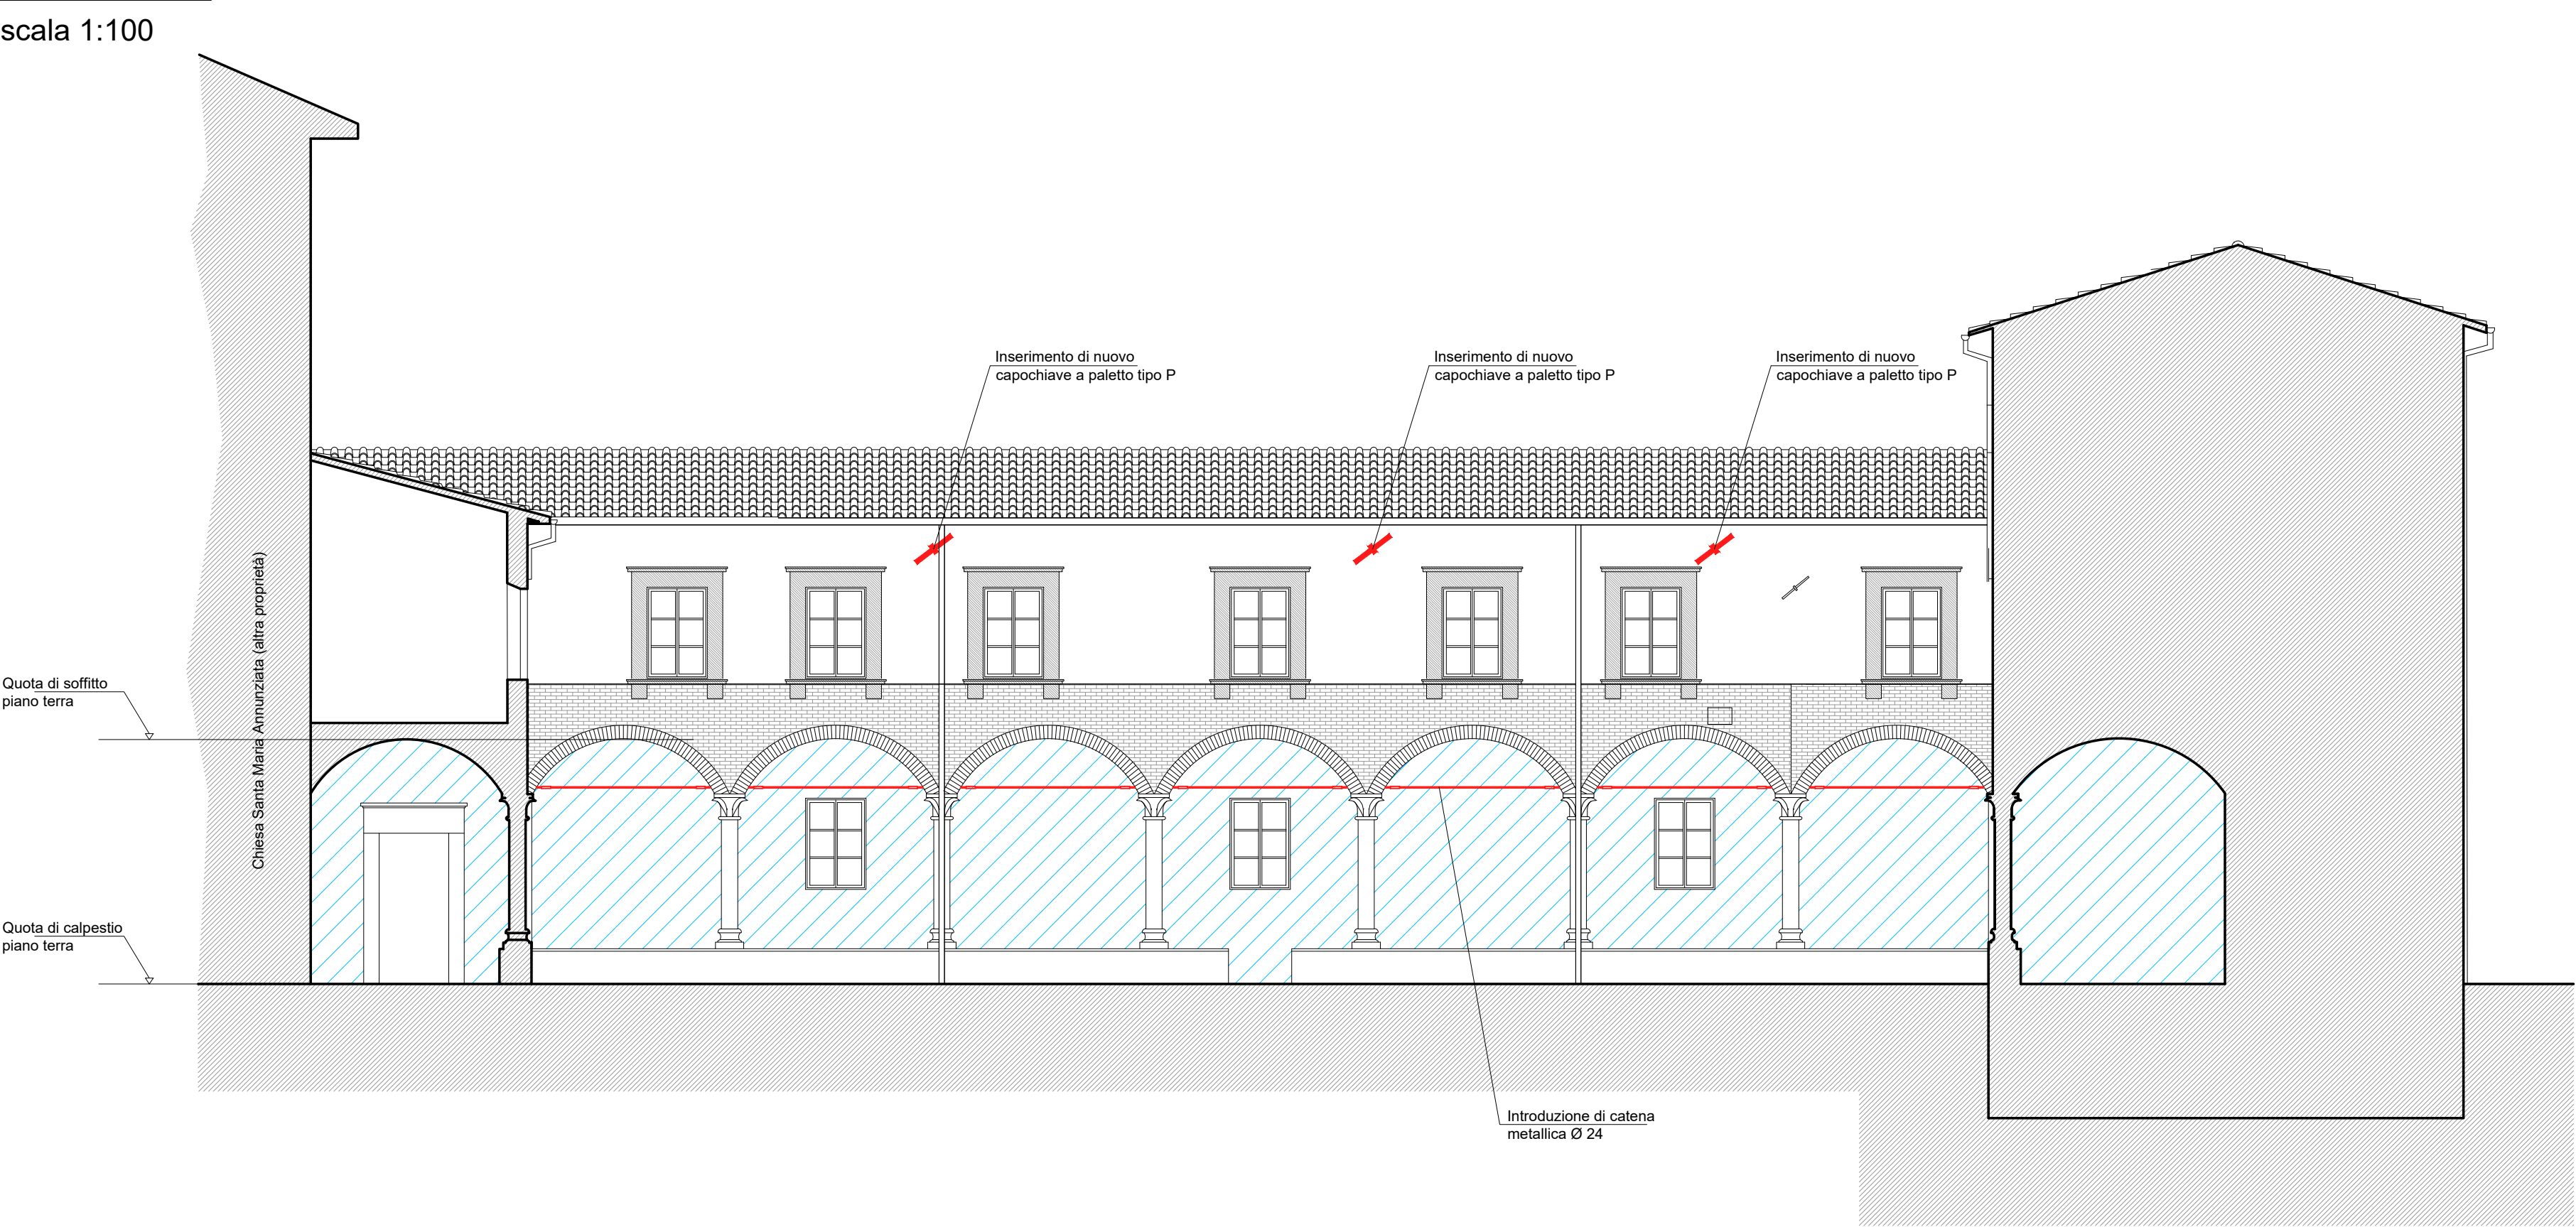 scala 1:100
Inserimento di nuovo
capochiave a paletto tipo P
Inserimento di nuovo
capochiave a paletto tipo P
Inserimento di nuovo
capochiave a paletto tipo P
Chiesa Santa Maria Annunziata (altra proprietà)
Quota di soffitto
piano terra
Quota di calpestio
piano terra
Introduzione di catena
metallica Ø 24